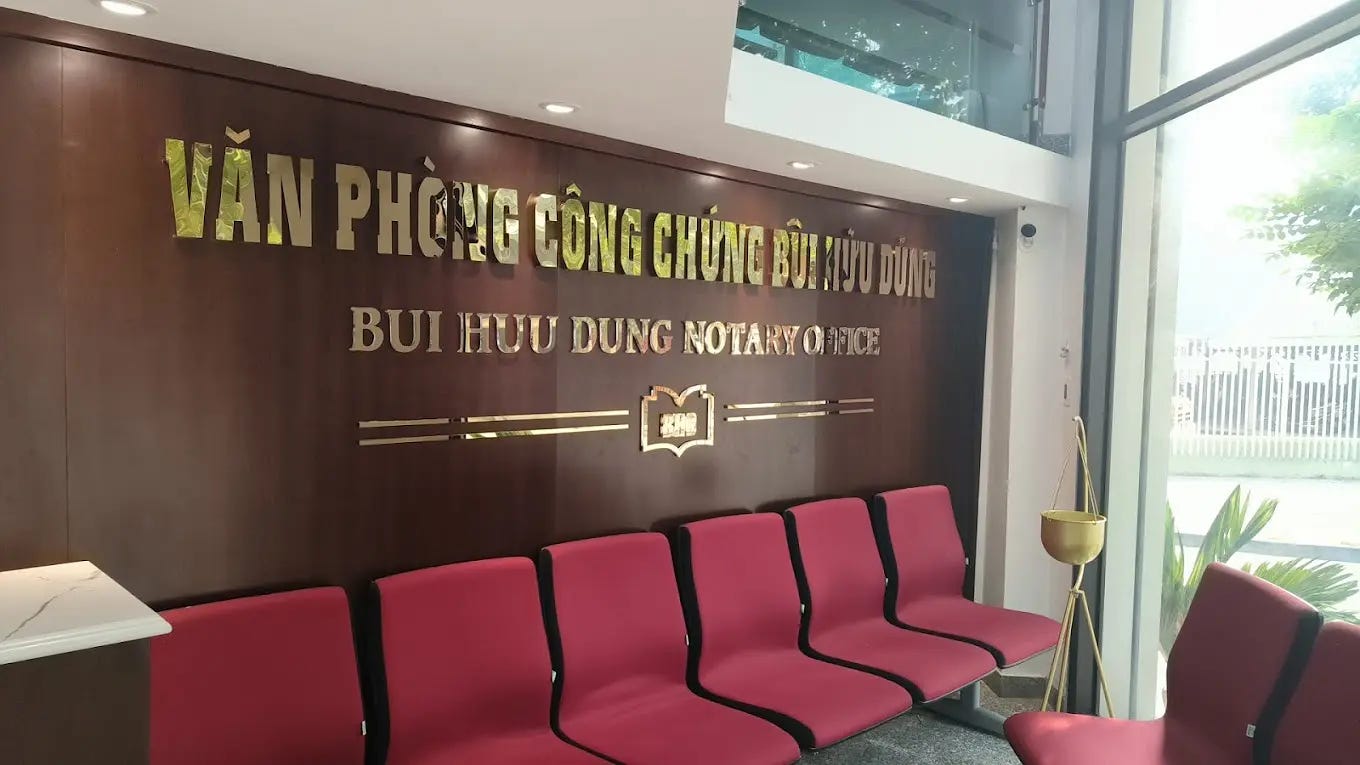 VĂN PHÒNG CÔNG CHỨNG BÙI HỮU DŨNG
BUI HUU DUNG NOTARY OFFICE